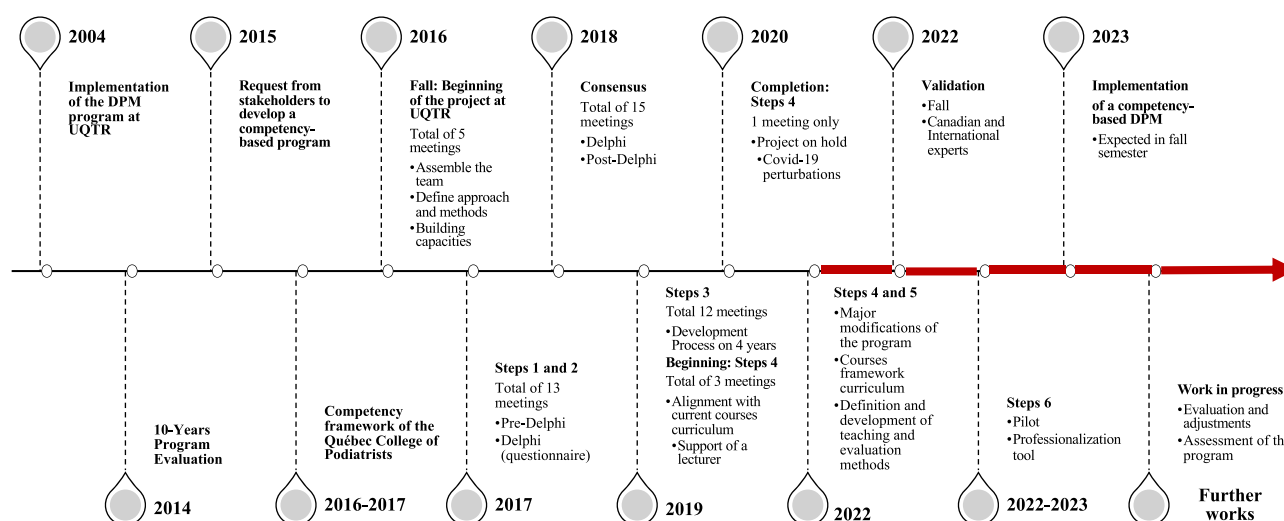 2004
Implementation
of the DPM
program at
UQTR
2015
Request from
stakeholders to
develop a
competency-
based program
2016
Fall: Beginning
of the project at
UQTR
Total of 5
meetings
•Assemble the
team
•Define approach
and methods
•Building
capacities
2018
Consensus
Total of 15
meetings
•Delphi
•Post-Delphi
2020
Completion:
Steps 4
1 meeting only
•Project on hold
•Covid-19
perturbations
2022
Validation
•Fall
•Canadian and
International
experts
2023
Implementation
of a competency-
based DPM
•Expected in fall
semester
10-Years
Program
Evaluation
2014
Competency
framework of the
Québec College of
Podiatrists
2016-2017
Steps 1 and 2
Total of 13
meetings
•Pre-Delphi
•Delphi
(questionnaire)
2017
Steps 3
Total 12 meetings
•Development
Process on 4 years
Beginning: Steps 4
Total of 3 meetings
•Alignment with
current courses
curriculum
•Support of a
lecturer
2019
Steps 4 and 5
•Major
modifications of
the program
•Courses
framework
curriculum
•Definition and
development of
teaching and
evaluation
methods
2022
Steps 6
•Pilot
•Professionalization
tool
2022-2023
Work in progress
•Evaluation and
adjustments
•Assessment of th
program
Further
works